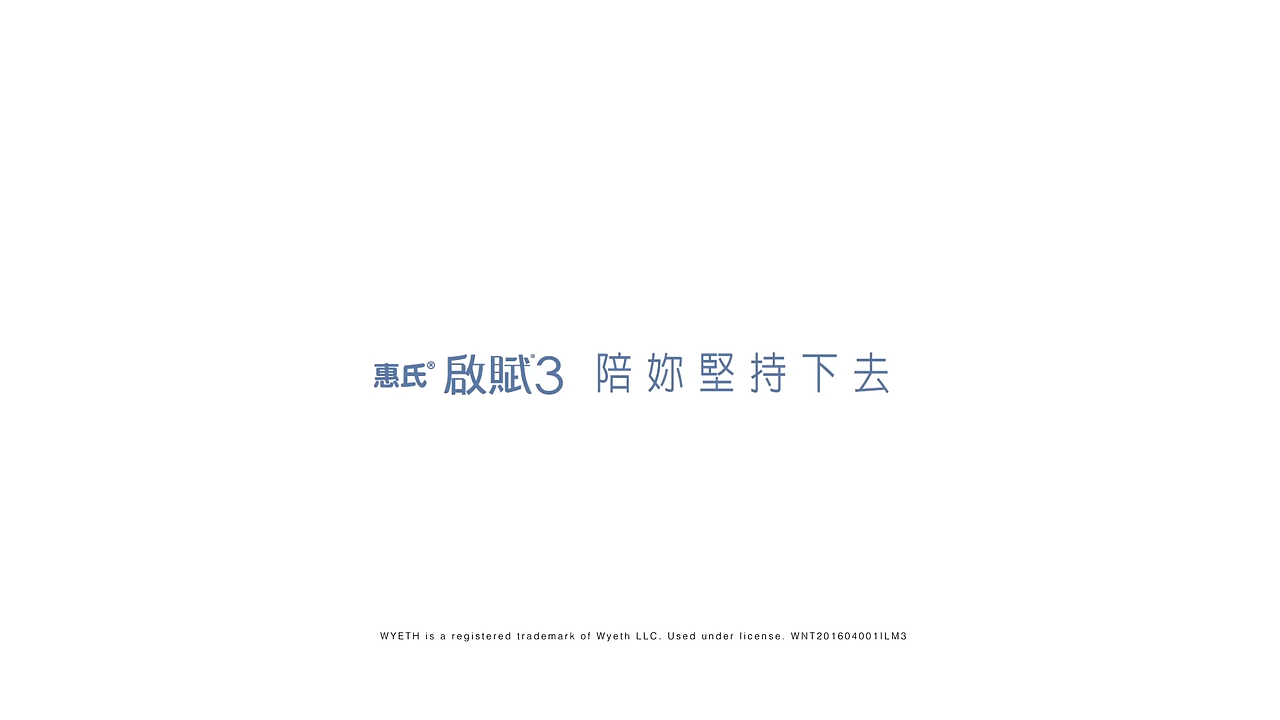 惠氏® 啟賦®3 陪妳堅持下去
WYETH is a registered trademark of Wyeth LLC. Used under license. WNT201604001ILM3